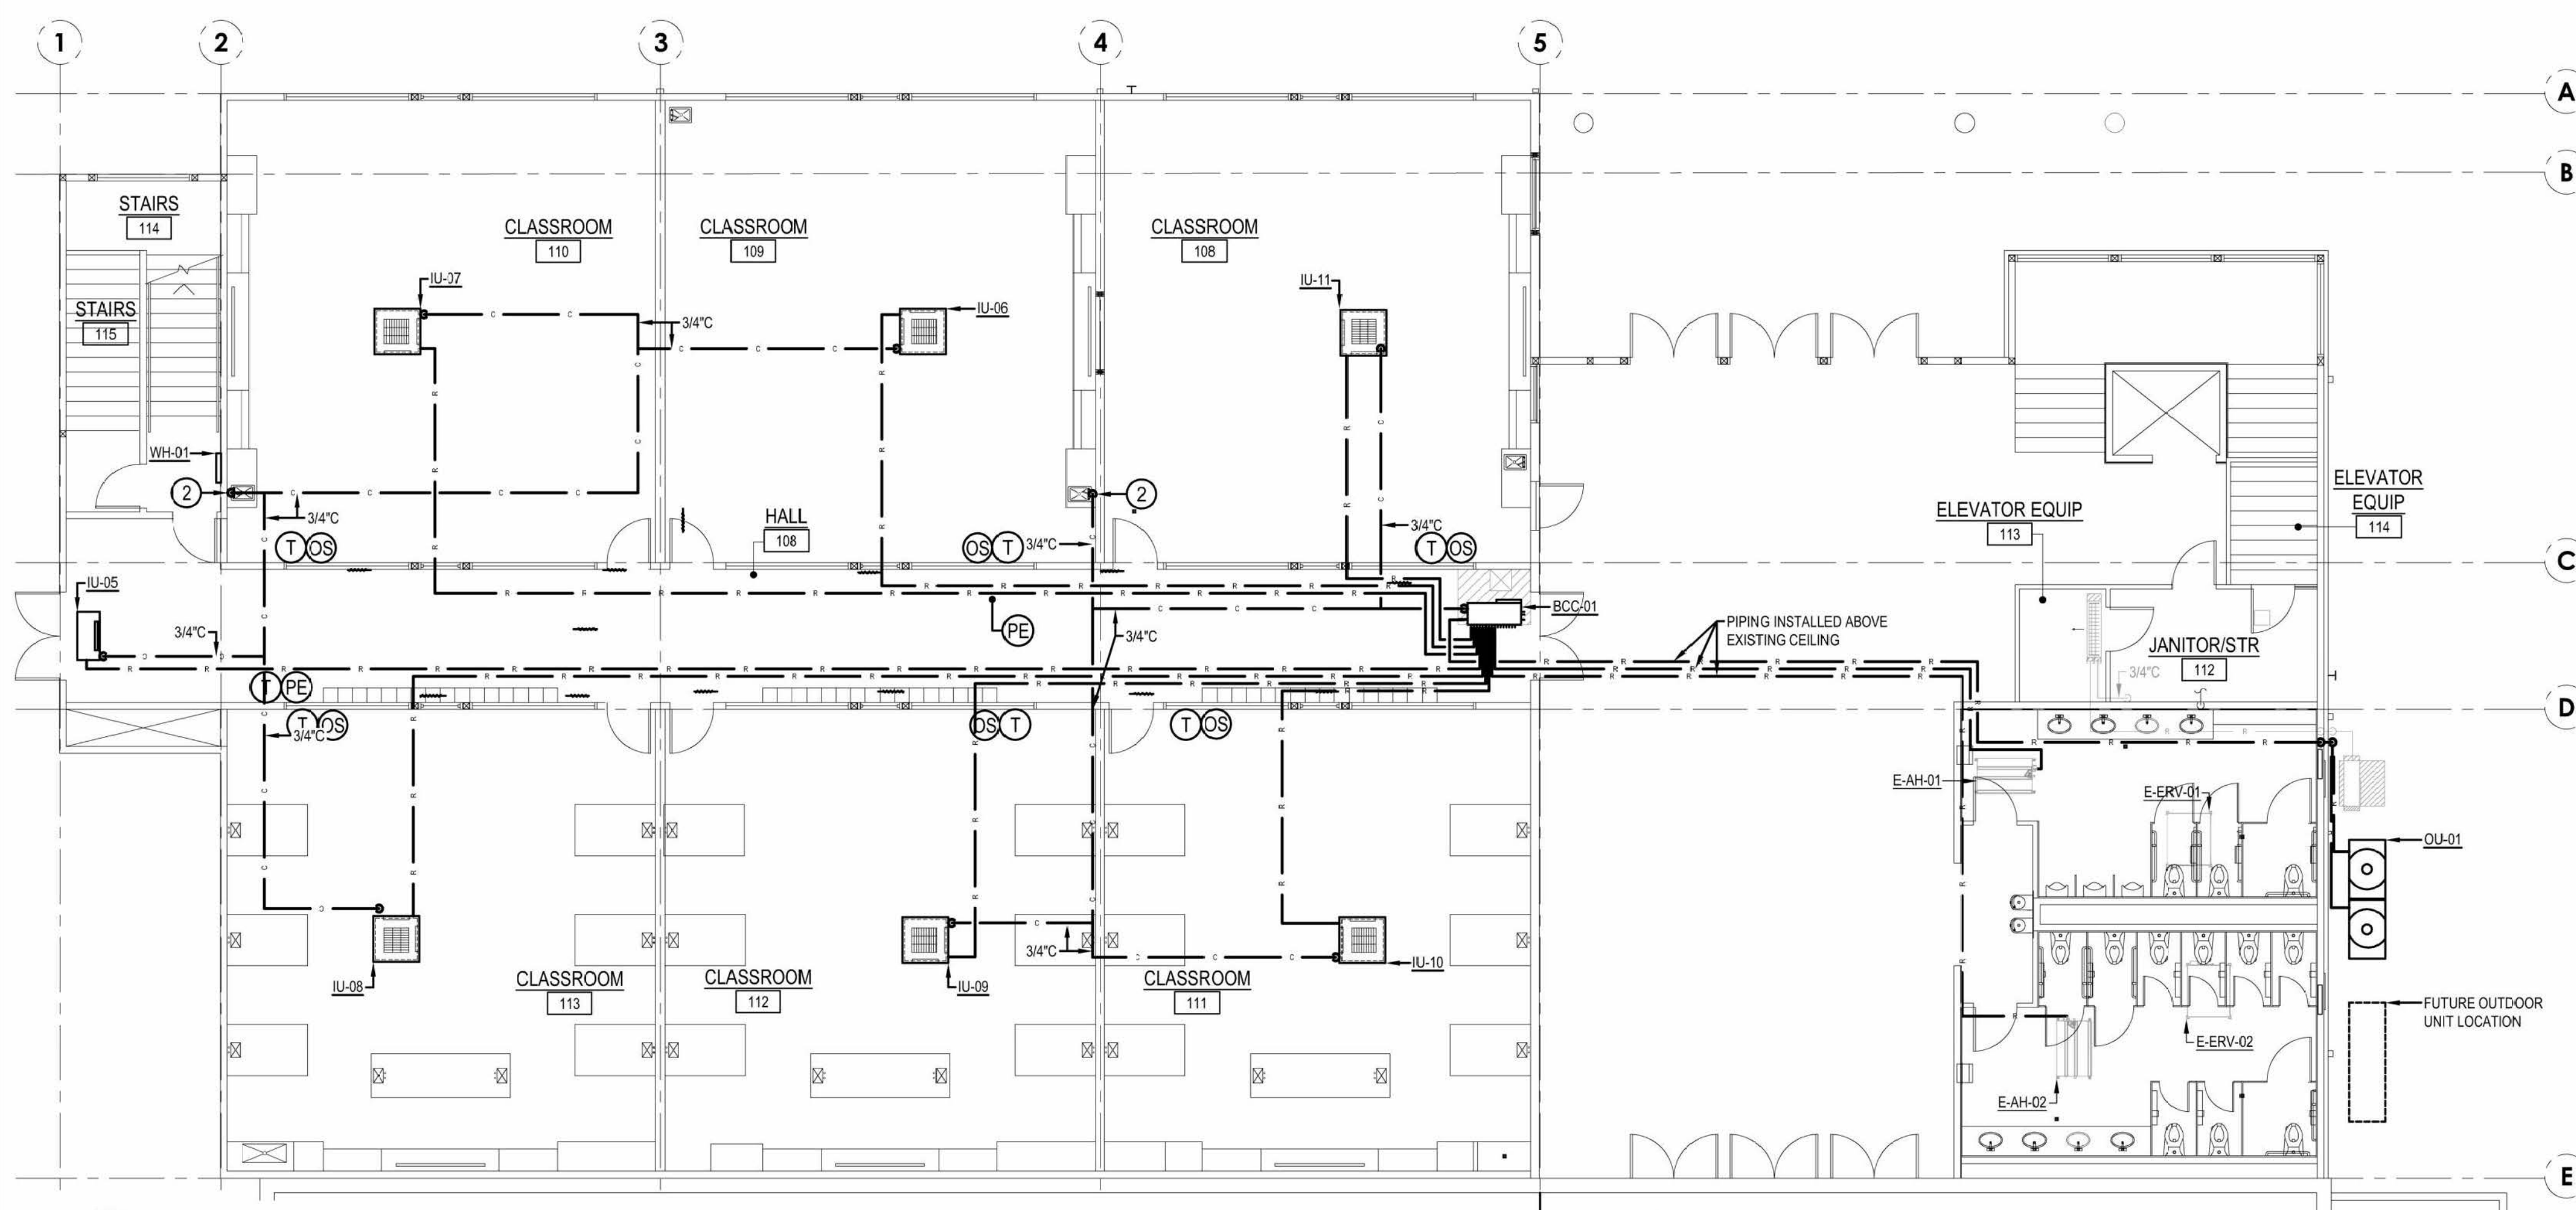 1
2
3
4
5
A
B
STAIRS
114
CLASSROOM
110
CLASSROOM
109
CLASSROOM
108
IU-07
IU-06
IU-11
STAIRS
115
3/4"C
WH-01
2
2
3/4"C
T OS
HALL
108
OS T
3/4"C
3/4"C
T OS
ELEVATOR EQUIP
113
ELEVATOR
EQUIP
114
C
IU-05
3/4"C
PE
3/4"C
BCC-01
PIPING INSTALLED ABOVE
EXISTING CEILING
JANITOR/STR
112
3/4"C
T PE
D
T OS
3/4"C
OS T
T OS
E-AH-01
E-ERV-01
OU-01
IU-08
CLASSROOM
113
CLASSROOM
112
IU-09
3/4"C
CLASSROOM
111
IU-10
FUTURE OUTDOOR
UNIT LOCATION
E-ERV-02
E-AH-02
E